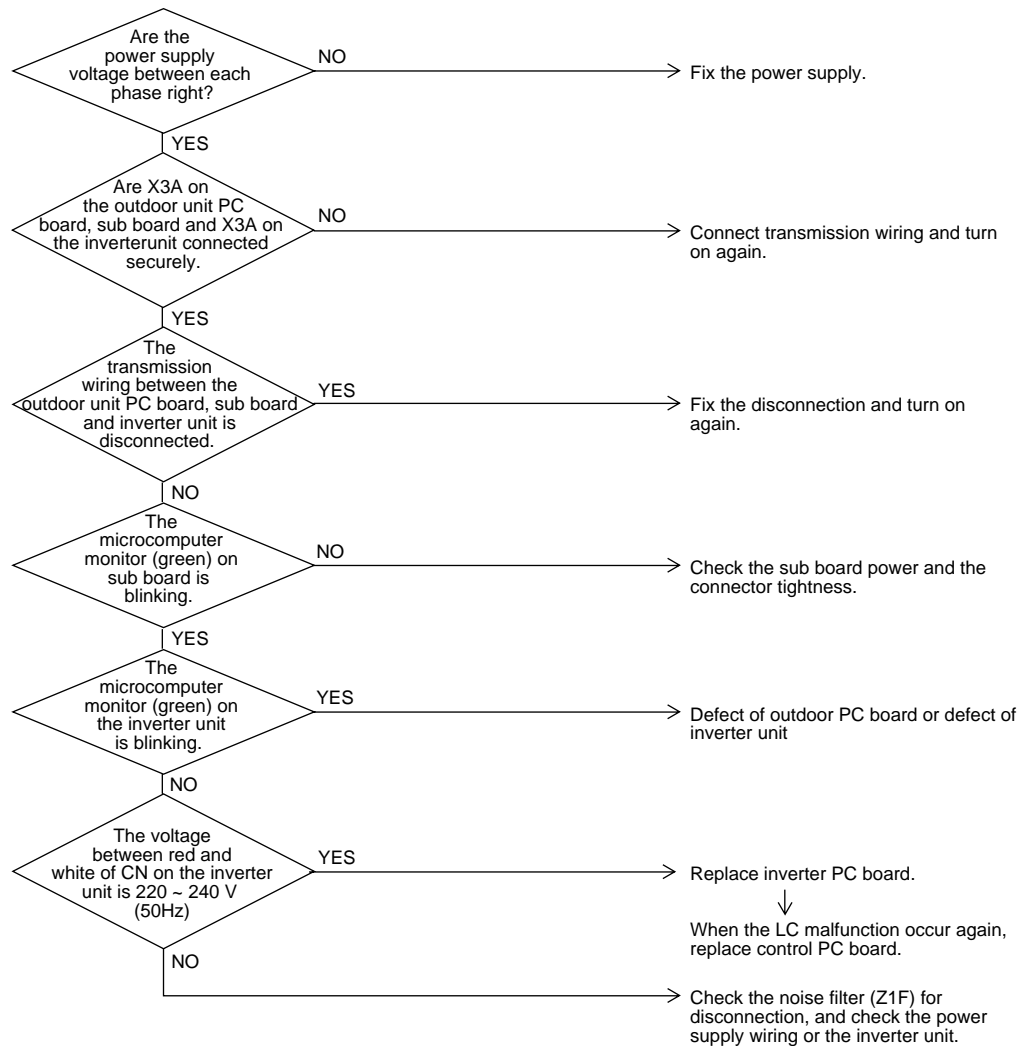 Are the
power supply
voltage between each
phase right?
NO
Fix the power supply.
YES
Are X3A on
the outdoor unit PC
board, sub board and X3A on
the inverterunit connected
securely.
NO
Connect transmission wiring and turn
on again.
YES
The
transmission
wiring between the
outdoor unit PC board, sub board
and inverter unit is
disconnected.
YES
Fix the disconnection and turn on
again.
NO
The
microcomputer
monitor (green) on
sub board is
blinking.
NO
Check the sub board power and the
connector tightness.
YES
The
microcomputer
monitor (green) on
the inverter unit
is blinking.
YES
Defect of outdoor PC board or defect of
inverter unit
NO
The voltage
between red and
white of CN on the inverter
unit is 220 ~ 240 V
(50Hz)
YES
Replace inverter PC board.
When the LC malfunction occur again,
replace control PC board.
NO
Check the noise filter (Z1F) for
disconnection, and check the power
supply wiring or the inverter unit.